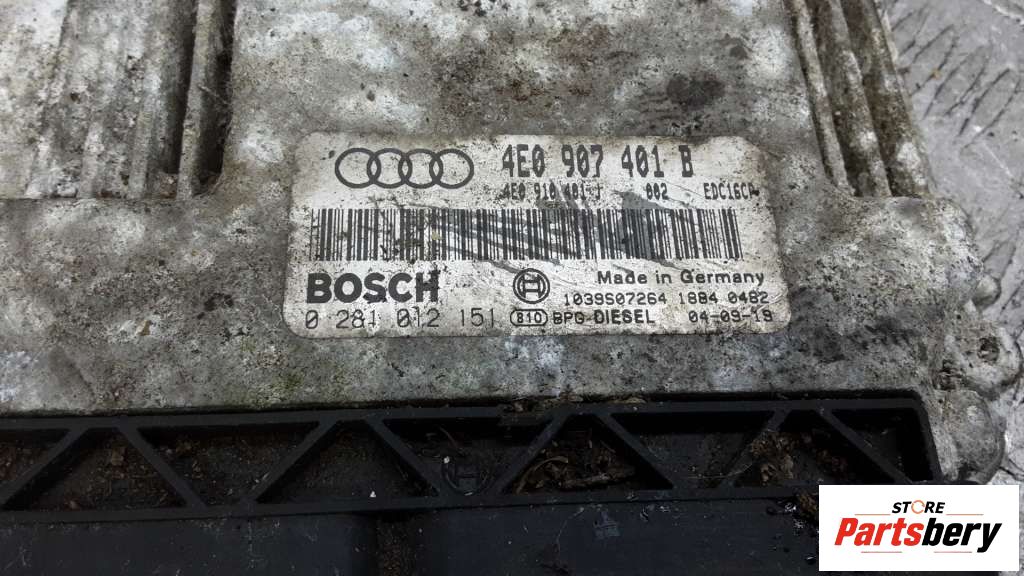 4E0 907 401 B
4E0 910 401 J 002 EDC16CP
BOSCH Made in Germany
1039S07264 1884 0482
0 281 012 151 810 BPG DIESEL 04-09-19
STORE
Partsbery